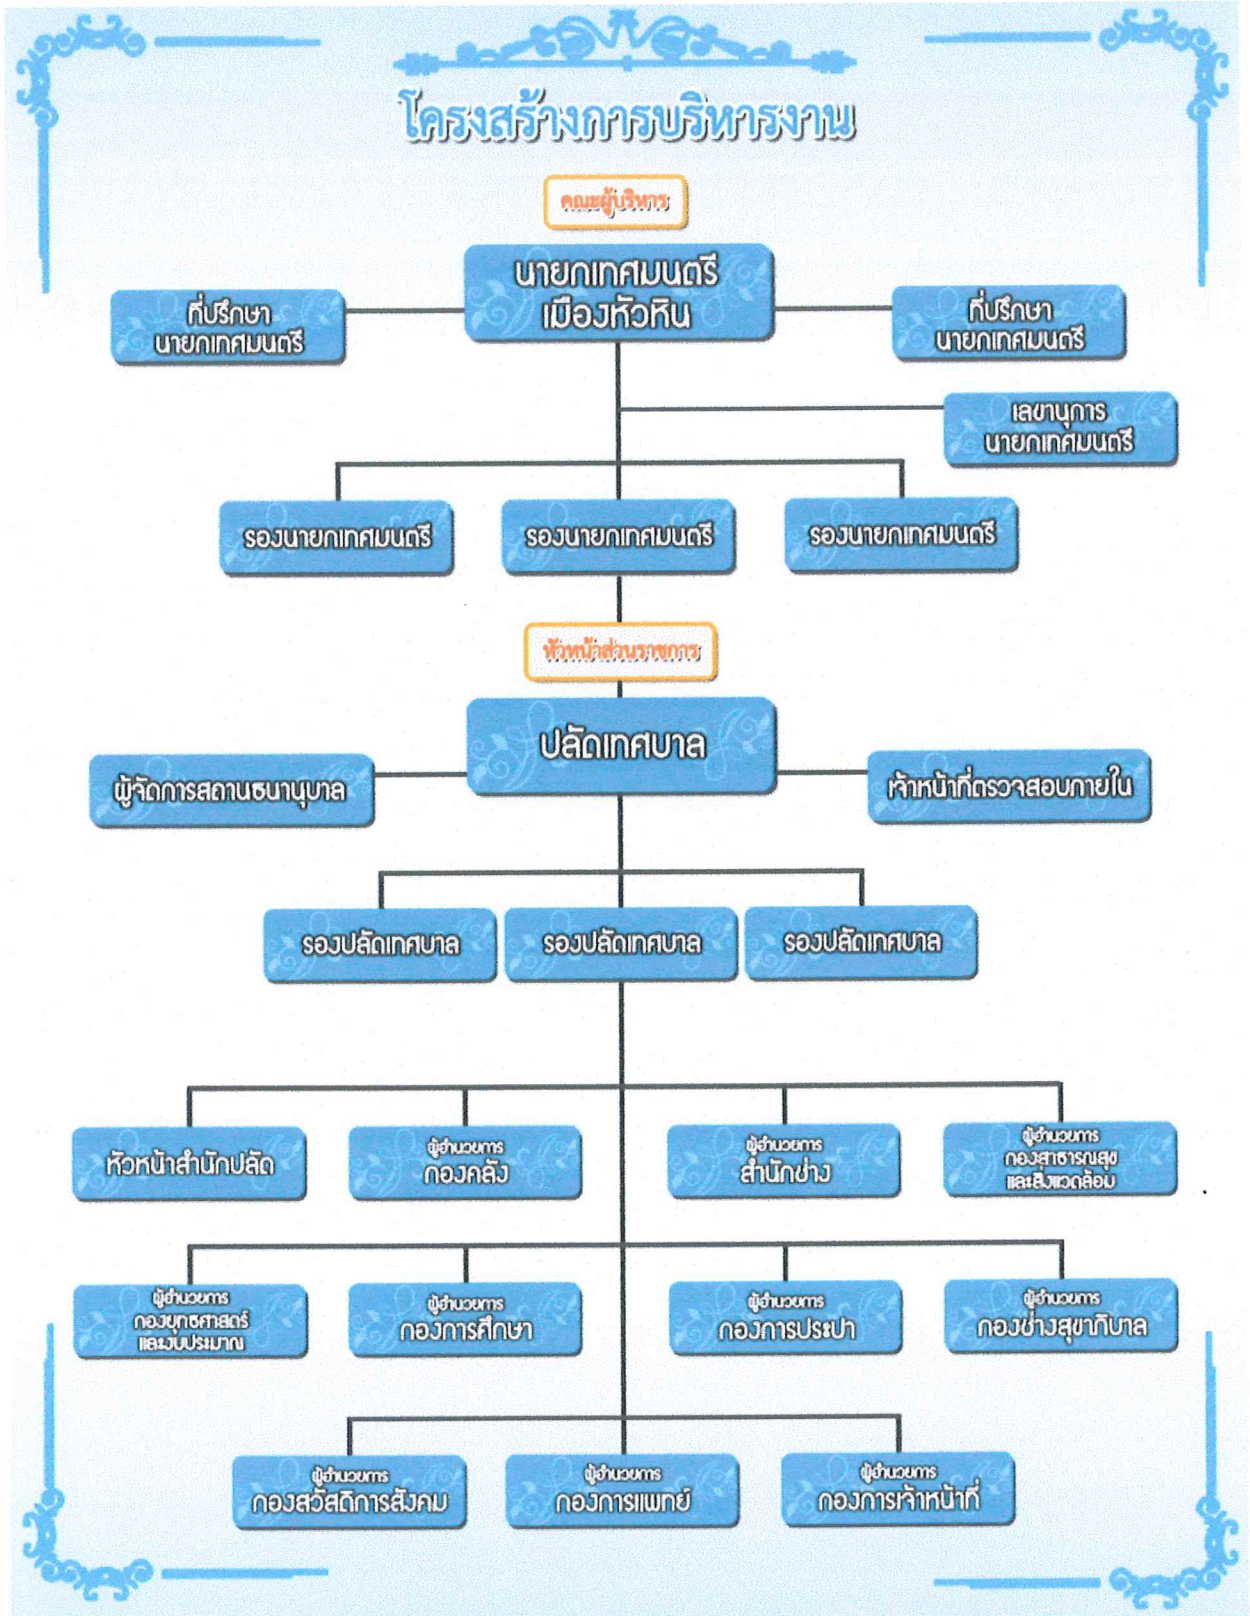 โครงสร้างการบริหารงาน
คณะผู้บริหาร
นายกเทศมนตรี
เมืองหัวหิน
ที่ปรึกษา
นายกเทศมนตรี
ที่ปรึกษา
นายกเทศมนตรี
เลขานุการ
นายกเทศมนตรี
รองนายกเทศมนตรี
รองนายกเทศมนตรี
รองนายกเทศมนตรี
หัวหน้าส่วนราชการ
ปลัดเทศบาล
ผู้จัดการสถานธนานุบาล
เจ้าหน้าที่ตรวจสอบภายใน
รองปลัดเทศบาล
รองปลัดเทศบาล
รองปลัดเทศบาล
หัวหน้าสำนักปลัด
ผู้อำนวยการ
กองคลัง
ผู้อำนวยการ
สำนักช่าง
ผู้อำนวยการ
กองสาธารณสุข
และสิ่งแวดล้อม
ผู้อำนวยการ
กองยุทธศาสตร์
และงบประมาณ
ผู้อำนวยการ
กองการศึกษา
ผู้อำนวยการ
กองการประปา
ผู้อำนวยการ
กองช่างสุขาภิบาล
ผู้อำนวยการ
กองสวัสดิการสังคม
ผู้อำนวยการ
กองการแพทย์
ผู้อำนวยการ
กองการเจ้าหน้าที่